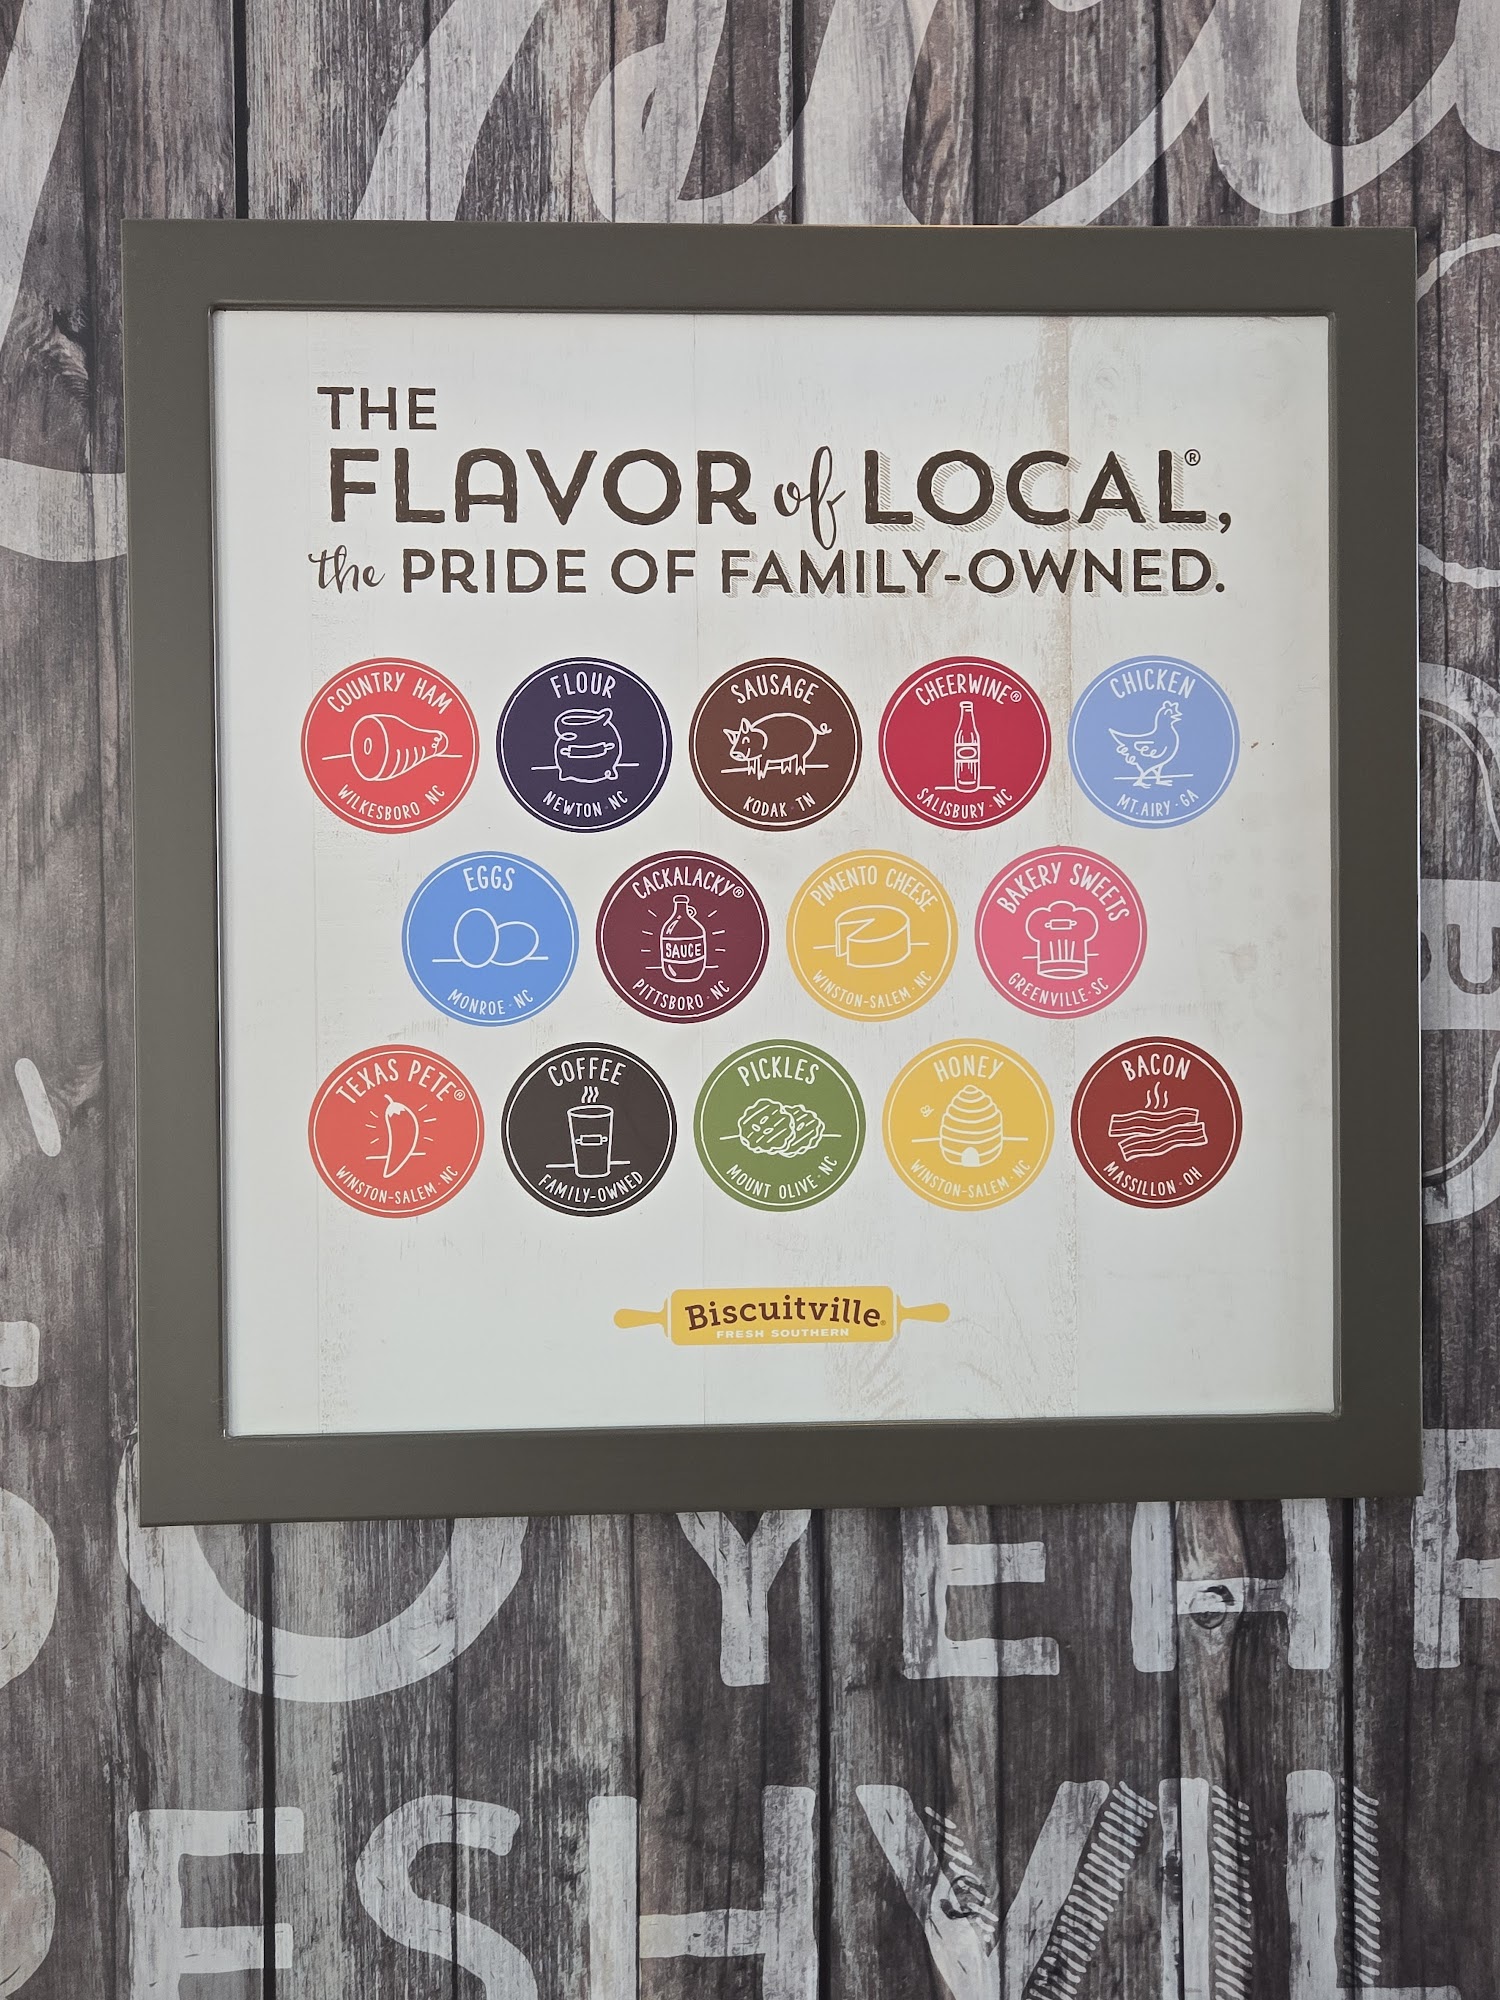 THE
FLAVOR of LOCAL®,
the PRIDE OF FAMILY-OWNED.
COUNTRY HAM
WILKESBORO · NC
FLOUR
NEWTON · NC
SAUSAGE
KODAK · TN
CHEERWINE®
SALISBURY · NC
CHICKEN
MT. AIRY · GA
EGGS
MONROE · NC
CACKALACKY®
SAUCE
PITTSBORO · NC
PIMENTO CHEESE
WINSTON-SALEM · NC
BAKERY SWEETS
GREENVILLE · SC
TEXAS PETE®
WINSTON-SALEM · NC
COFFEE
FAMILY-OWNED
PICKLES
MOUNT OLIVE · NC
HONEY
WINSTON-SALEM · NC
BACON
MASSILLON · OH
Biscuitville®
FRESH SOUTHERN